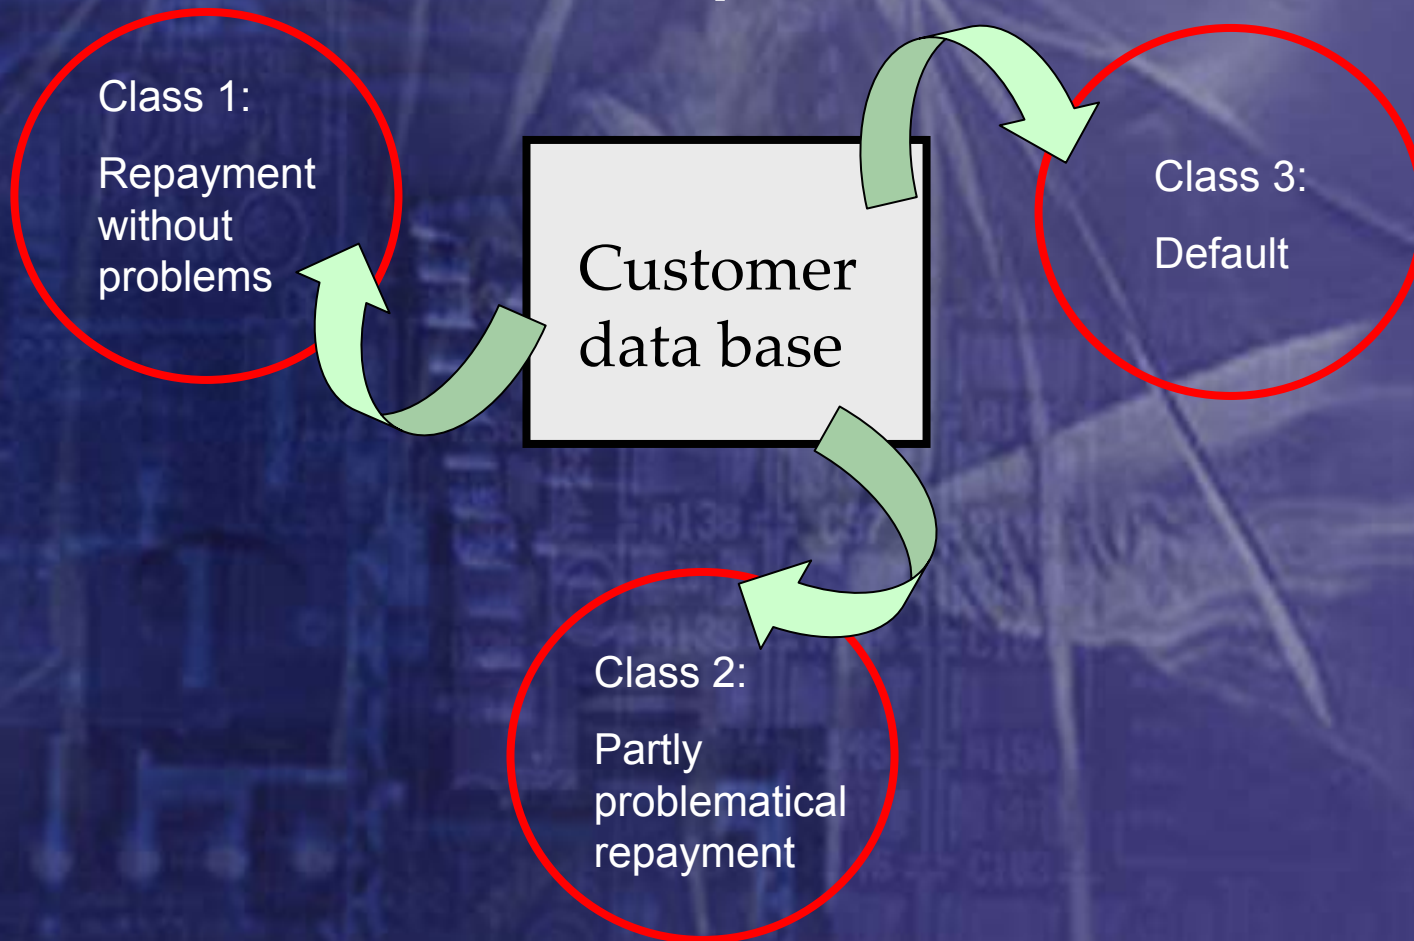 Class 1:
Repayment
without
problems
Customer
data base
Class 3:
Default
Class 2:
Partly
problematical
repayment